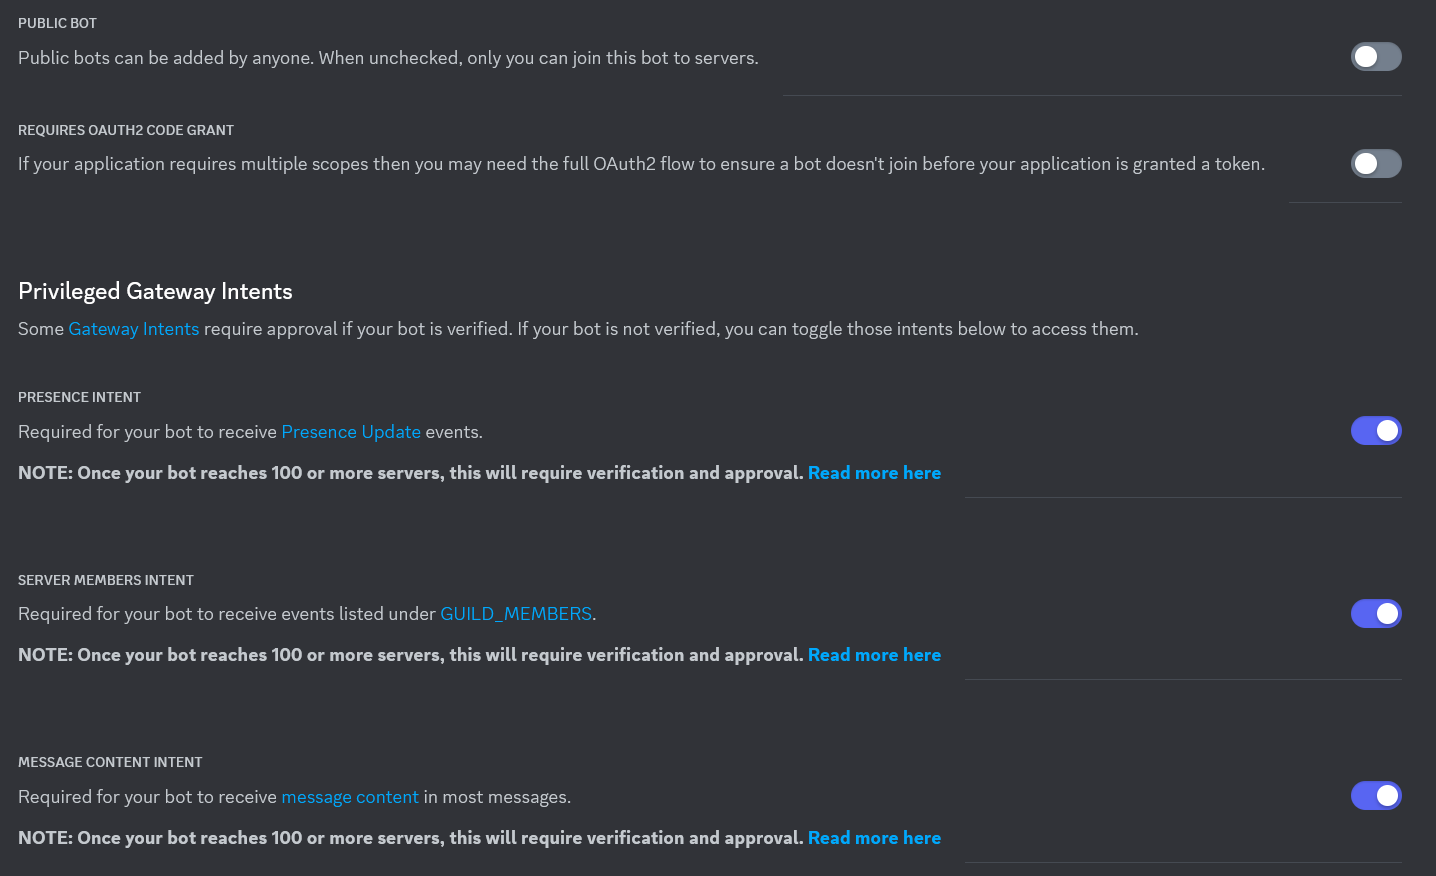 PUBLIC BOT
Public bots can be added by anyone. When unchecked, only you can join this bot to servers.
REQUIRES OAUTH2 CODE GRANT
If your application requires multiple scopes then you may need the full OAuth2 flow to ensure a bot doesn't join before your application is granted a token.
Privileged Gateway Intents
Some Gateway Intents require approval if your bot is verified. If your bot is not verified, you can toggle those intents below to access them.
PRESENCE INTENT
Required for your bot to receive Presence Update events.
NOTE: Once your bot reaches 100 or more servers, this will require verification and approval. Read more here
SERVER MEMBERS INTENT
Required for your bot to receive events listed under GUILD_MEMBERS.
NOTE: Once your bot reaches 100 or more servers, this will require verification and approval. Read more here
MESSAGE CONTENT INTENT
Required for your bot to receive message content in most messages.
NOTE: Once your bot reaches 100 or more servers, this will require verification and approval. Read more here